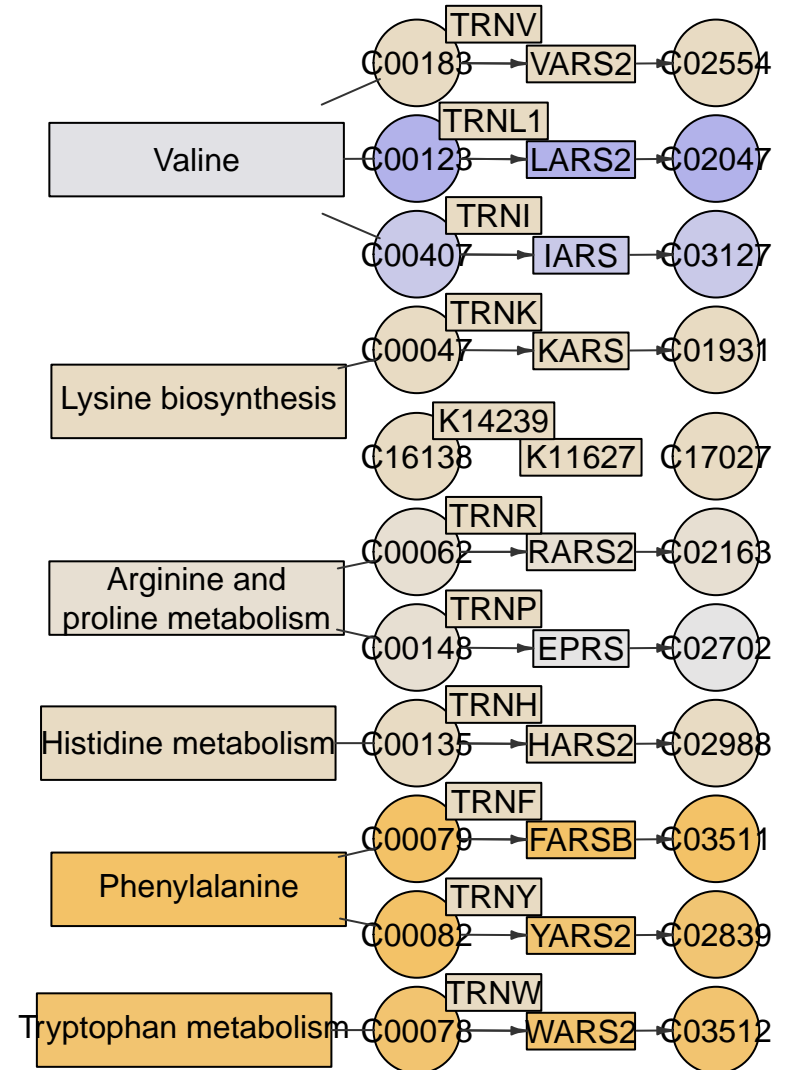 TRNV
C00183
VARS2
C02554
TRNL1
Valine
C00123
LARS2
C02047
TRNI
C00407
IARS
C03127
TRNK
C00047
KARS
C01931
Lysine biosynthesis
K14239
C16138
K11627
C17027
TRNR
C00062
RARS2
C02163
Arginine and
proline metabolism
TRNP
C00148
EPRS
C02702
TRNH
Histidine metabolism
C00135
HARS2
C02988
TRNF
C00079
FARSB
C03511
Phenylalanine
TRNY
C00082
YARS2
C02839
TRNW
Tryptophan metabolism
C00078
WARS2
C03512